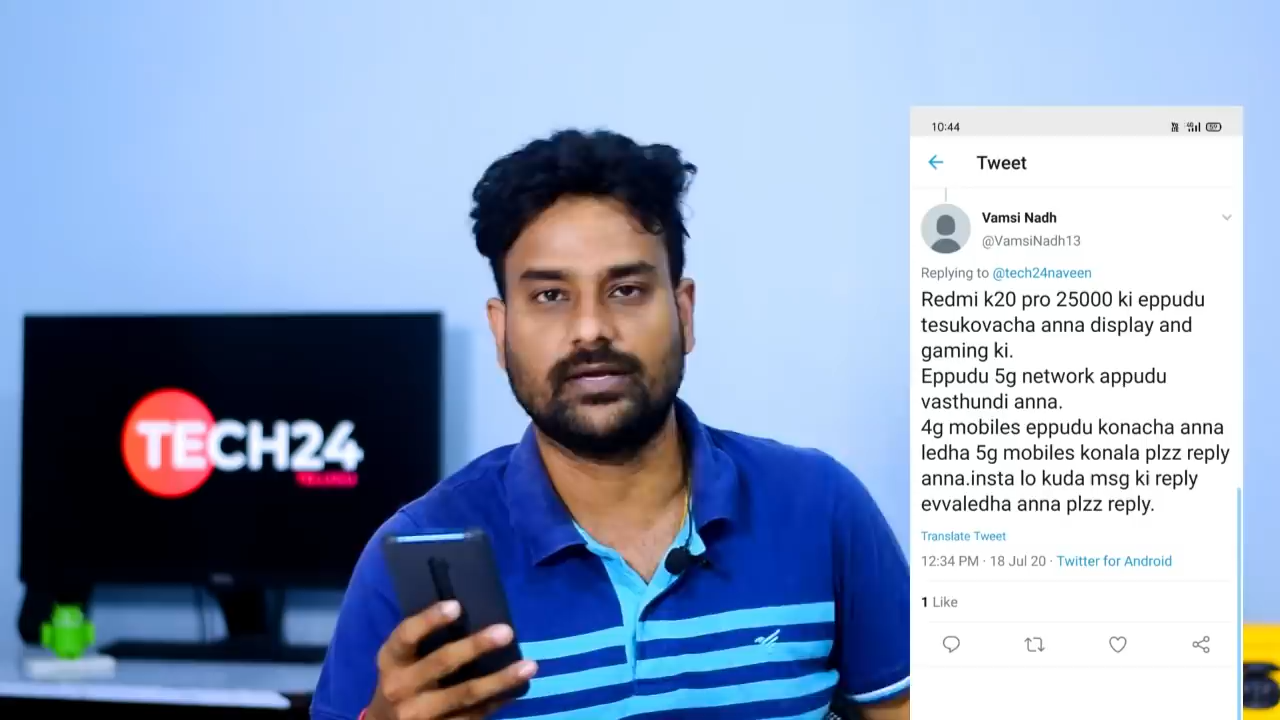 TECH24
TELUGU
10:44
Tweet
Vamsi Nadh
@VamsiNadh13
Replying to @tech24naveen
Redmi k20 pro 25000 ki eppudu
tesukovacha anna display and
gaming ki.
Eppudu 5g network appudu
vasthundi anna.
4g mobiles eppudu konacha anna
ledha 5g mobiles konala plzz reply
anna.insta lo kuda msg ki reply
evvaledha anna plzz reply.
Translate Tweet
12:34 PM · 18 Jul 20 · Twitter for Android
1 Like